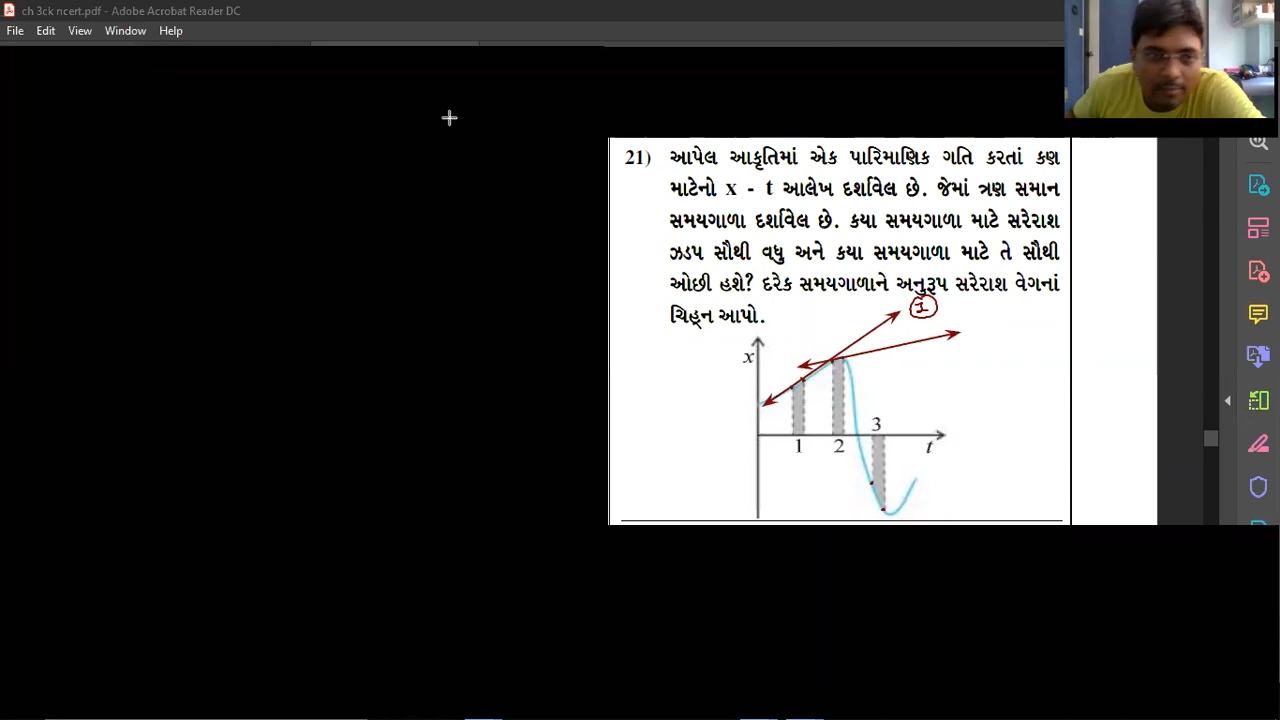 ch 3ck ncert.pdf - Adobe Acrobat Reader DC
File Edit View Window Help
21) આપેલ આકૃતિમાં એક પારિમાણિક ગતિ કરતાં કણ
માટેનો x - t આલેખ દર્શાવેલ છે. જેમાં ત્રણ સમાન
સમયગાળા દર્શાવેલ છે. કયા સમયગાળા માટે સરેરાશ
ઝડપ સૌથી વધુ અને કયા સમયગાળા માટે તે સૌથી
ઓછી હશે? દરેક સમયગાળાને અનુરૂપ સરેરાશ વેગનાં
ચિહ્ન આપો.
I
x
3
1 2 t